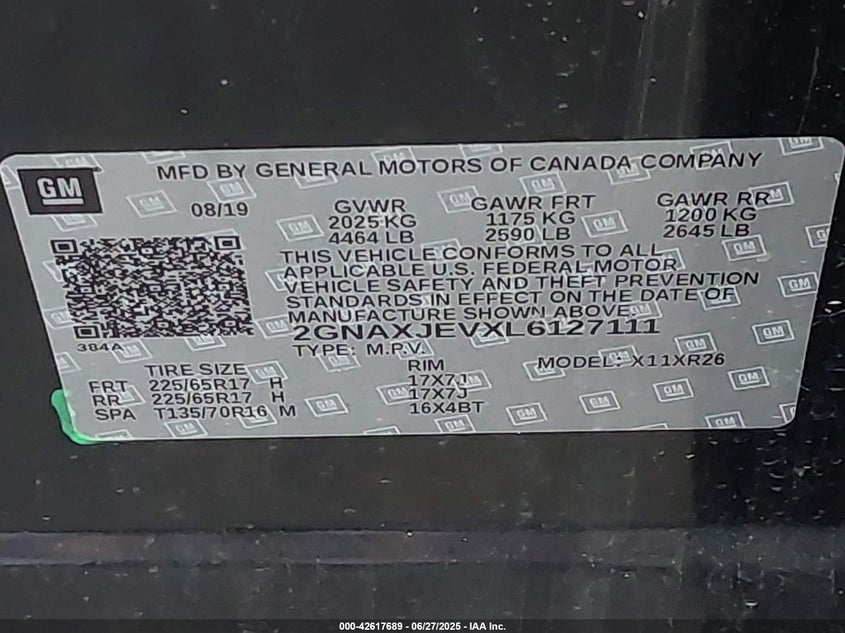 GM
MFD BY GENERAL MOTORS OF CANADA COMPANY
08/19
GVWR GAWR FRT GAWR RR
2025 KG 1175 KG 1200 KG
4464 LB 2590 LB 2645 LB
THIS VEHICLE CONFORMS TO ALL
APPLICABLE U.S. FEDERAL MOTOR
VEHICLE SAFETY AND THEFT PREVENTION
STANDARDS IN EFFECT ON THE DATE OF
MANUFACTURE SHOWN ABOVE.
2GNAXJEVXL6127111
384A
TYPE: M.P.V.
TIRE SIZE RIM MODEL: X11XR26
FRT 225/65R17 H 17X7J
RR 225/65R17 H 17X7J
SPA T135/70R16 M 16X4BT
000-42617689 - 06/27/2025 - IAA Inc.